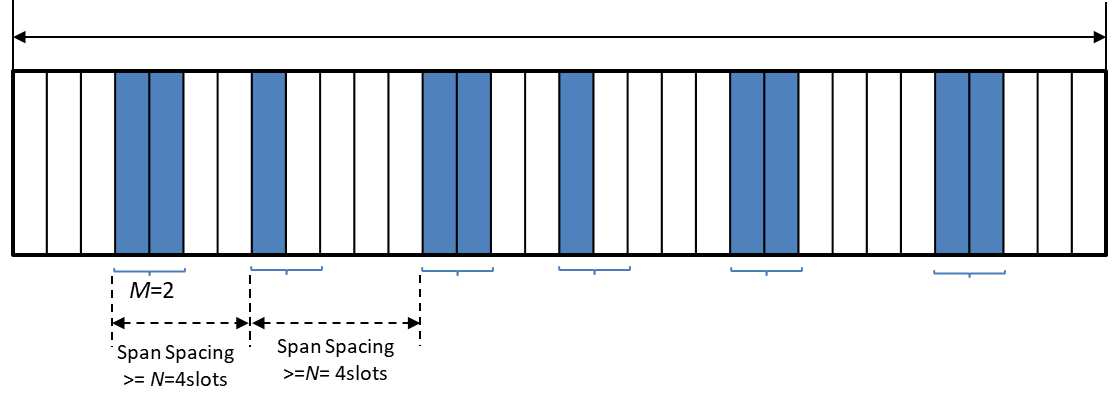 M=2
Span Spacing
>= N=4slots
Span Spacing
>=N= 4slots